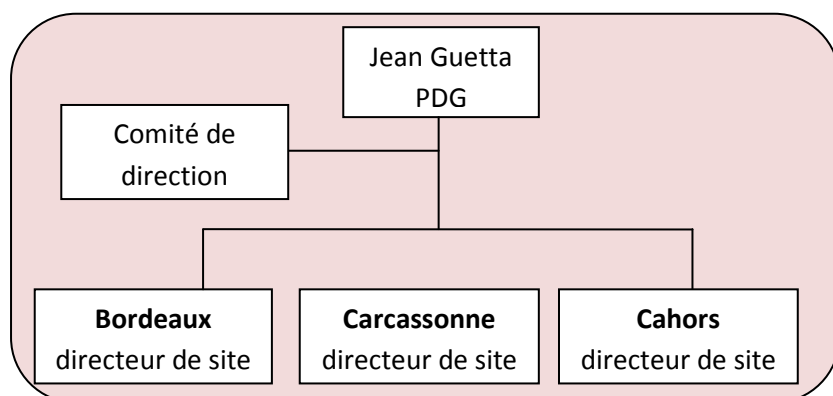 Jean Guetta
PDG
Comité de
direction
Bordeaux
directeur de site
Carcassonne
directeur de site
Cahors
directeur de site